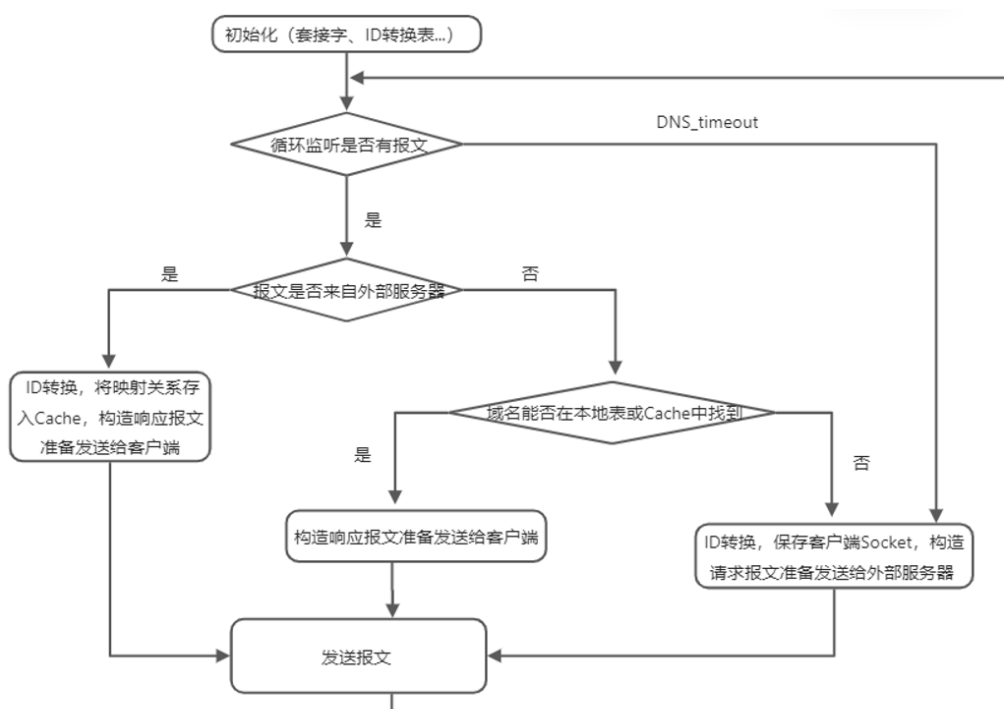 初始化（套接字、ID转换表...）
循环监听是否有报文
DNS_timeout
是
报文是否来自外部服务器
是
否
ID转换，将映射关系存
入Cache，构造响应报文
准备发送给客户端
域名能否在本地表或Cache中找到
是
否
构造响应报文准备发送给客户端
ID转换，保存客户端Socket，构造
请求报文准备发送给外部服务器
发送报文